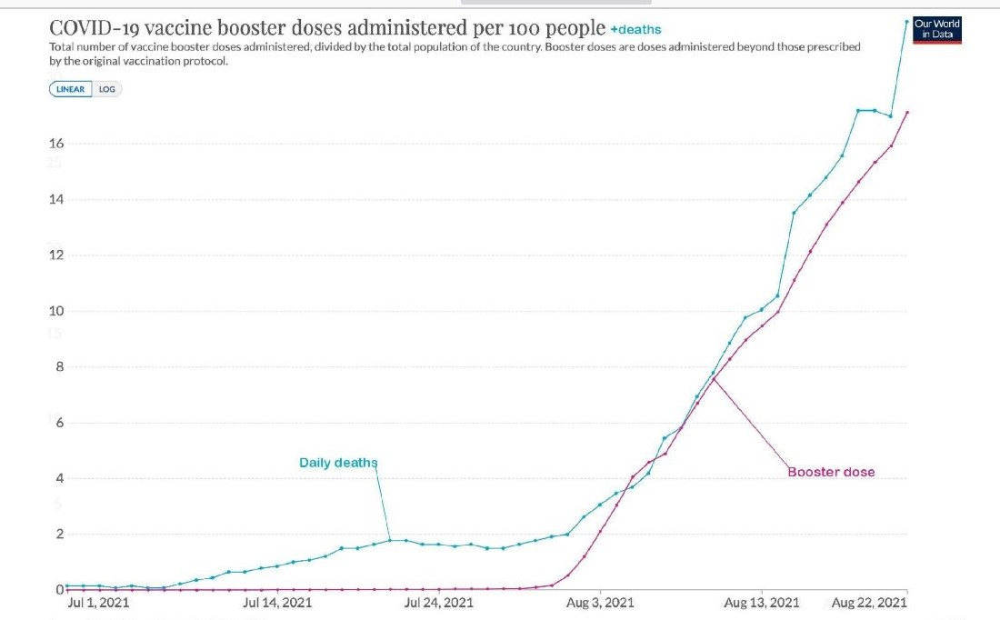 COVID-19 vaccine booster doses administered per 100 people +deaths
Total number of vaccine booster doses administered, divided by the total population of the country. Booster doses are doses administered beyond those prescribed
by the original vaccination protocol.
Our World
in Data
LINEAR LOG
16
25
14
12
10
15
8
6
Daily deaths
Booster dose
4
5
2
0
Jul 1, 2021 Jul 14, 2021 Jul 24, 2021 Aug 3, 2021 Aug 13, 2021 Aug 22, 2021